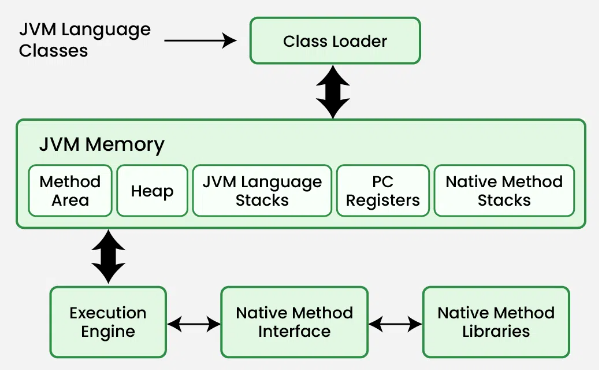 JVM Language
Classes
Class Loader
JVM Memory
Method
Area
Heap
JVM Language
Stacks
PC
Registers
Native Method
Stacks
Execution
Engine
Native Method
Interface
Native Method
Libraries